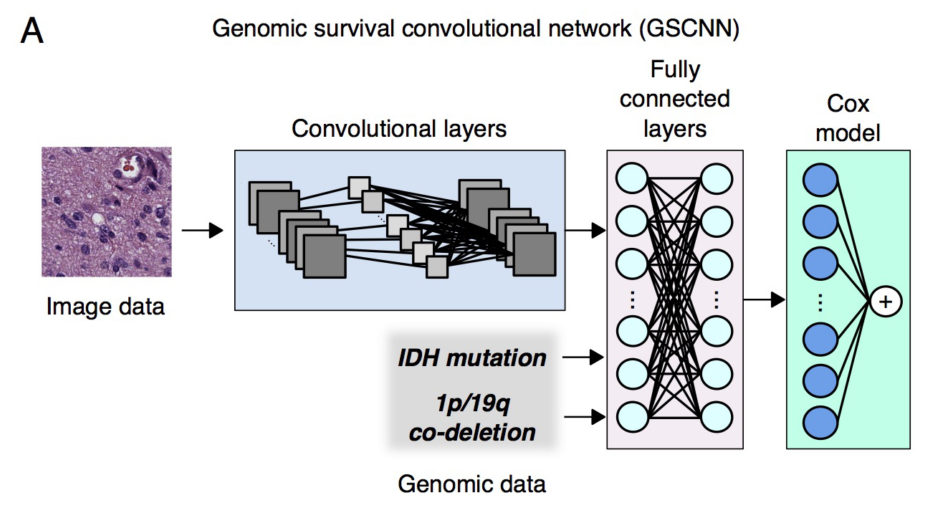 A
Genomic survival convolutional network (GSCNN)
Fully
connected
layers
Cox
model
Convolutional layers
Image data
IDH mutation
1p/19q
co-deletion
Genomic data
+